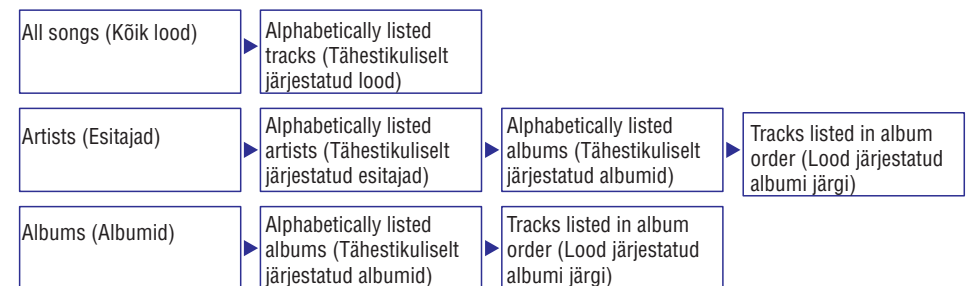 All songs (Kõik lood)
Alphabetically listed
tracks (Tähestikuliselt
järjestatud lood)
Artists (Esitajad)
Alphabetically listed
artists (Tähestikuliselt
järjestatud esitajad)
Alphabetically listed
albums (Tähestikuliselt
järjestatud albumid)
Tracks listed in album
order (Lood järjestatud
albumi järgi)
Albums (Albumid)
Alphabetically listed
albums (Tähestikuliselt
järjestatud albumid)
Tracks listed in album
order (Lood järjestatud
albumi järgi)